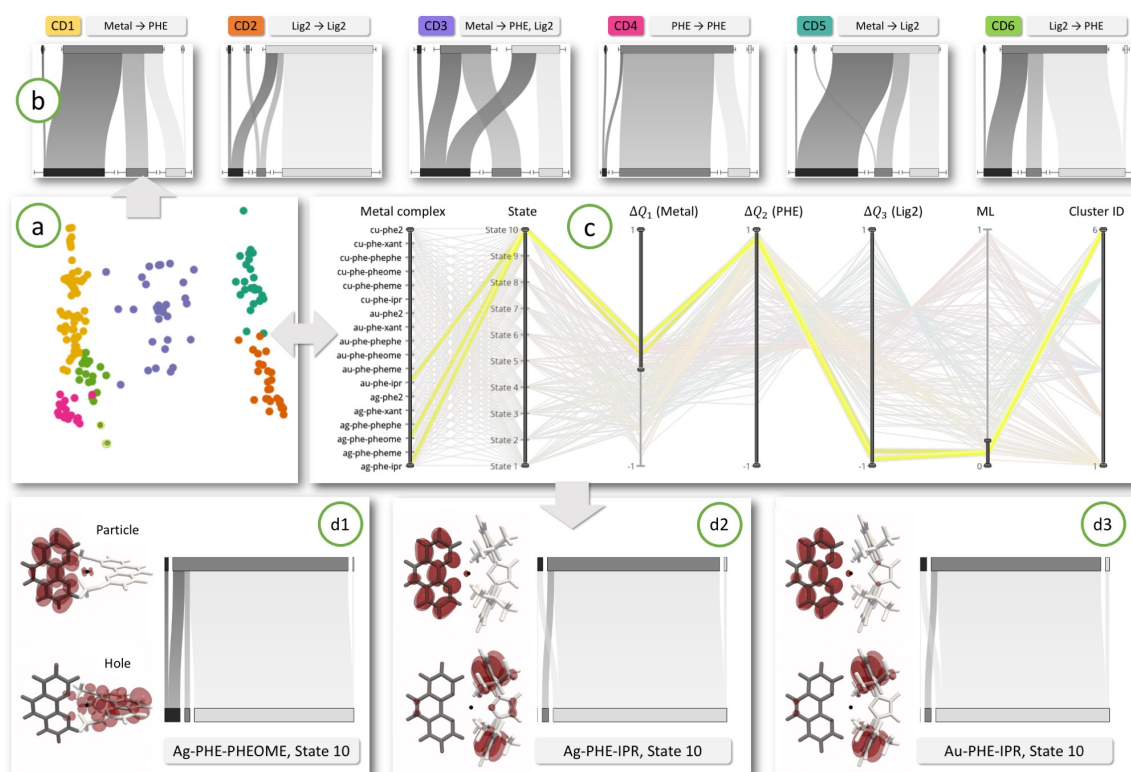 CD1 Metal → PHE
CD2 Lig2 → Lig2
CD3 Metal → PHE, Lig2
CD4 PHE → PHE
CD5 Metal → Lig2
CD6 Lig2 → PHE
b
a
c
Metal complex
State
ΔQ1 (Metal)
ΔQ2 (PHE)
ΔQ3 (Lig2)
ML
Cluster ID
cu-phe2
cu-phe-xant
cu-phe-phephe
cu-phe-pheome
cu-phe-pheme
cu-phe-ipr
au-phe2
au-phe-xant
au-phe-phephe
au-phe-pheome
au-phe-pheme
au-phe-ipr
ag-phe2
ag-phe-xant
ag-phe-phephe
ag-phe-pheome
ag-phe-pheme
ag-phe-ipr
State 10
State 9
State 8
State 7
State 6
State 5
State 4
State 3
State 2
State 1
1
-1
1
-1
1
-1
1
0
6
1
d1
Particle
Hole
Ag-PHE-PHEOME, State 10
d2
Ag-PHE-IPR, State 10
d3
Au-PHE-IPR, State 10